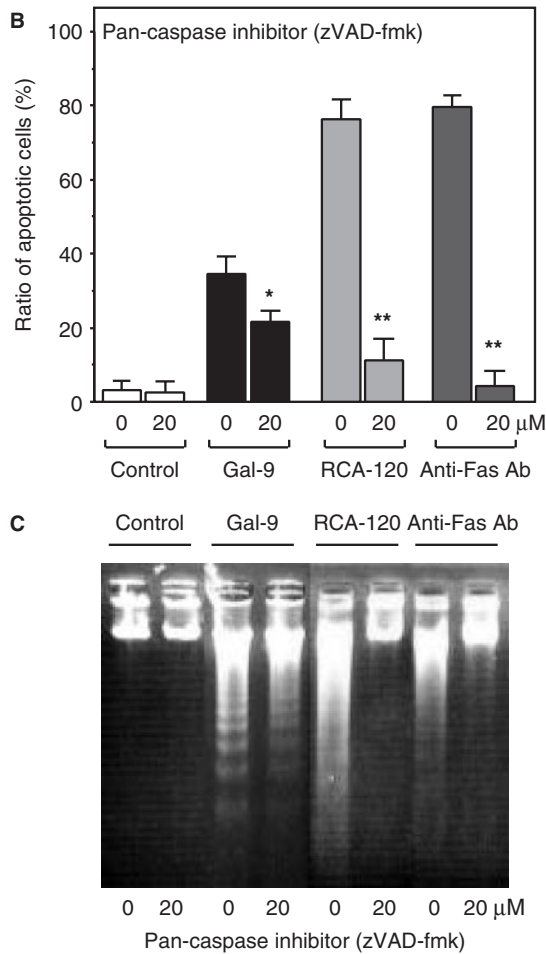 B
100
Pan-caspase inhibitor (zVAD-fmk)
80
60
40
20
0
Ratio of apoptotic cells (%)
*
**
**
0 20 0 20 0 20 0 20 μM
Control Gal-9 RCA-120 Anti-Fas Ab
C
Control Gal-9 RCA-120 Anti-Fas Ab
0 20 0 20 0 20 0 20 μM
Pan-caspase inhibitor (zVAD-fmk)